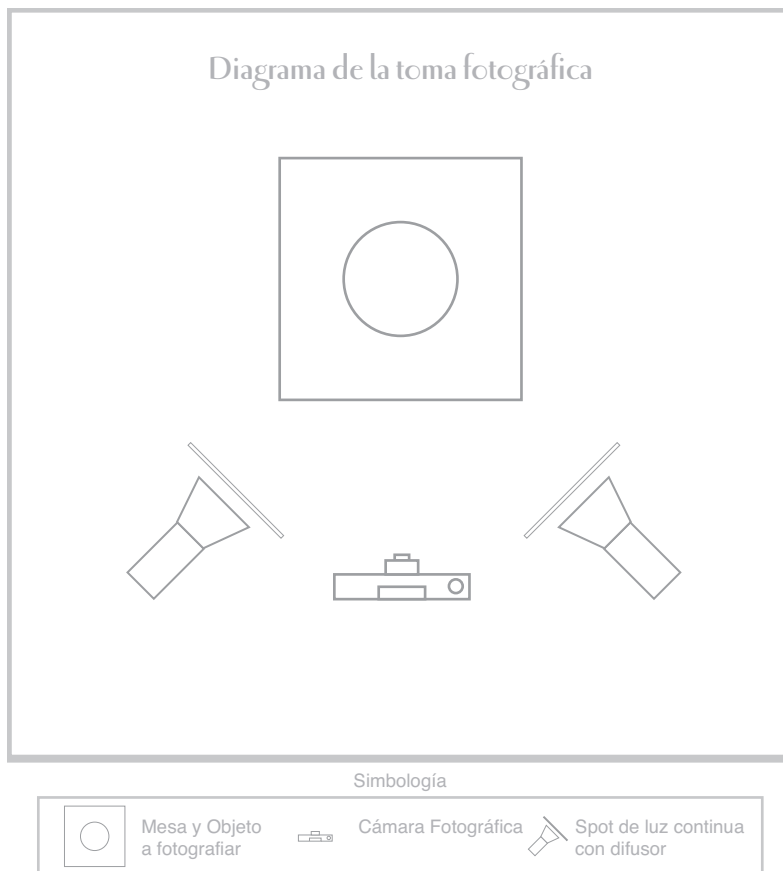 Diagrama de la toma fotográfica
Simbología
Mesa y Objeto
a fotografiar
Cámara Fotográfica
Spot de luz continua
con difusor